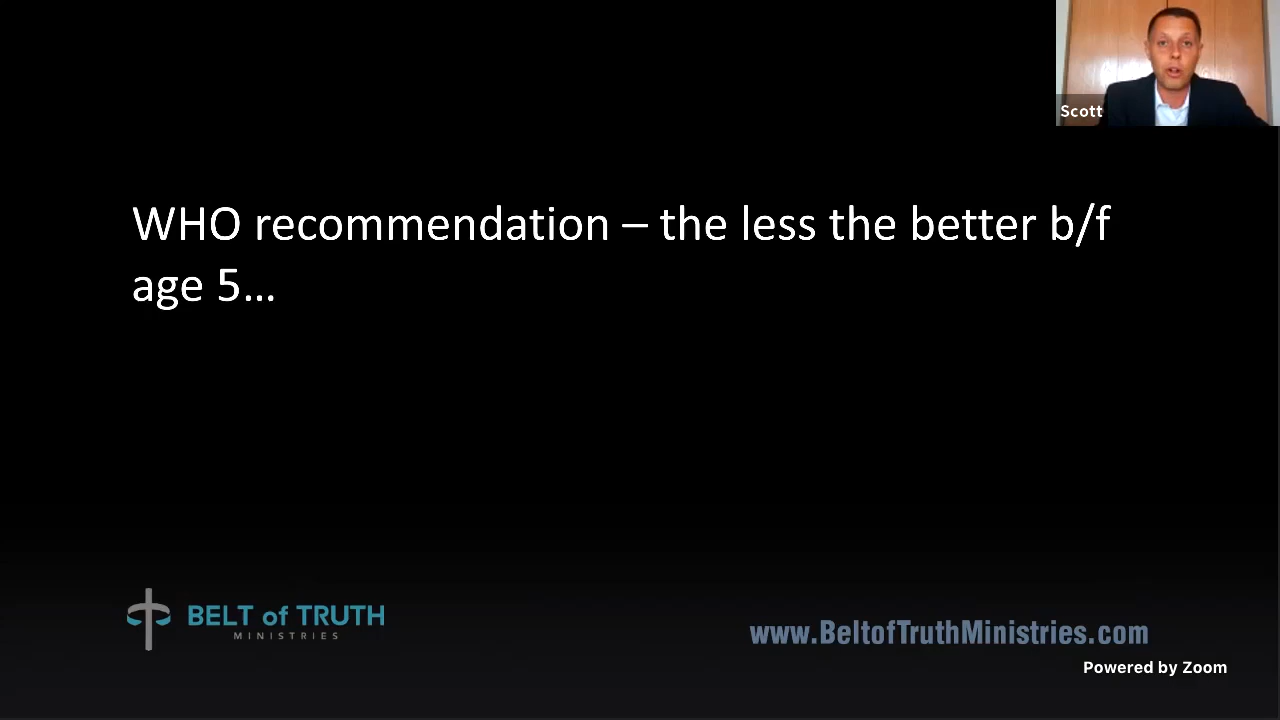 Scott
WHO recommendation – the less the better b/f
age 5…
BELT of TRUTH
MINISTRIES
www.BeltofTruthMinistries.com
Powered by Zoom